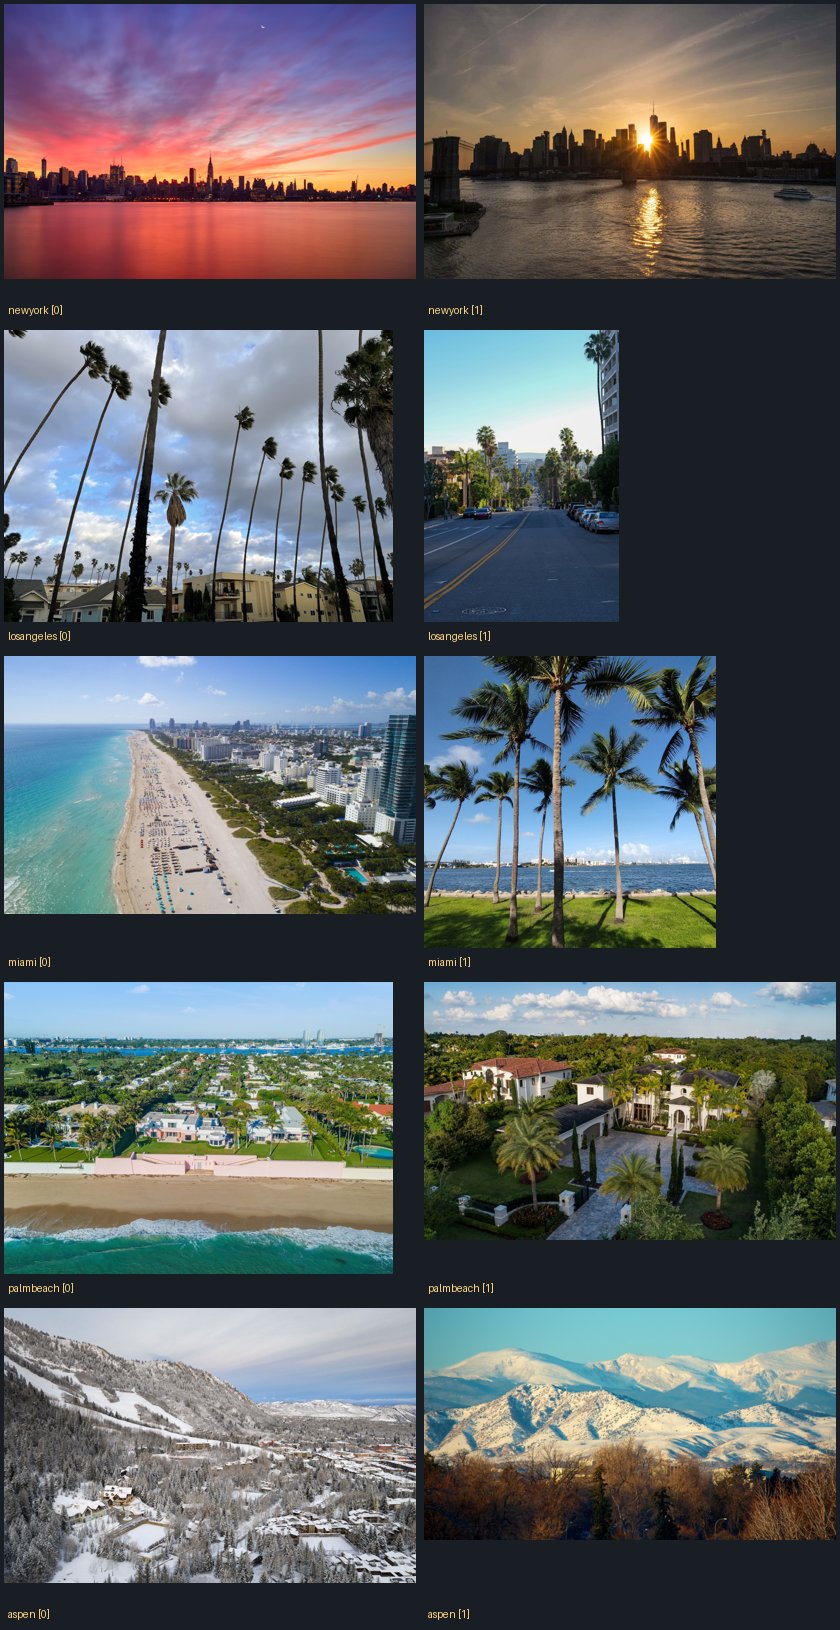 newyork [0]
newyork [1]
losangeles [0]
losangeles [1]
miami [0]
miami [1]
palmbeach [0]
palmbeach [1]
aspen [0]
aspen [1]